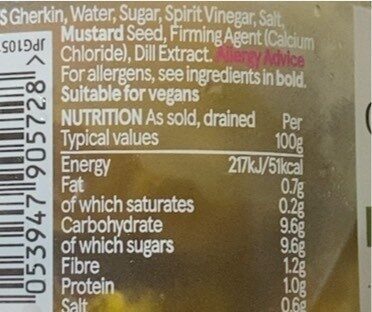 S Gherkin, Water, Sugar, Spirit Vinegar, Salt,
Mustard Seed, Firming Agent (Calcium
Chloride), Dill Extract. Allergy Advice
For allergens, see ingredients in bold.
Suitable for vegans
NUTRITION As sold, drained Per
Typical values 100g
Energy 217kJ/51kcal
Fat 0.7g
of which saturates 0.2g
Carbohydrate 9.6g
of which sugars 9.6g
Fibre 1.2g
Protein 1.0g
Salt 0.6g
JPG105
053947 905728 >